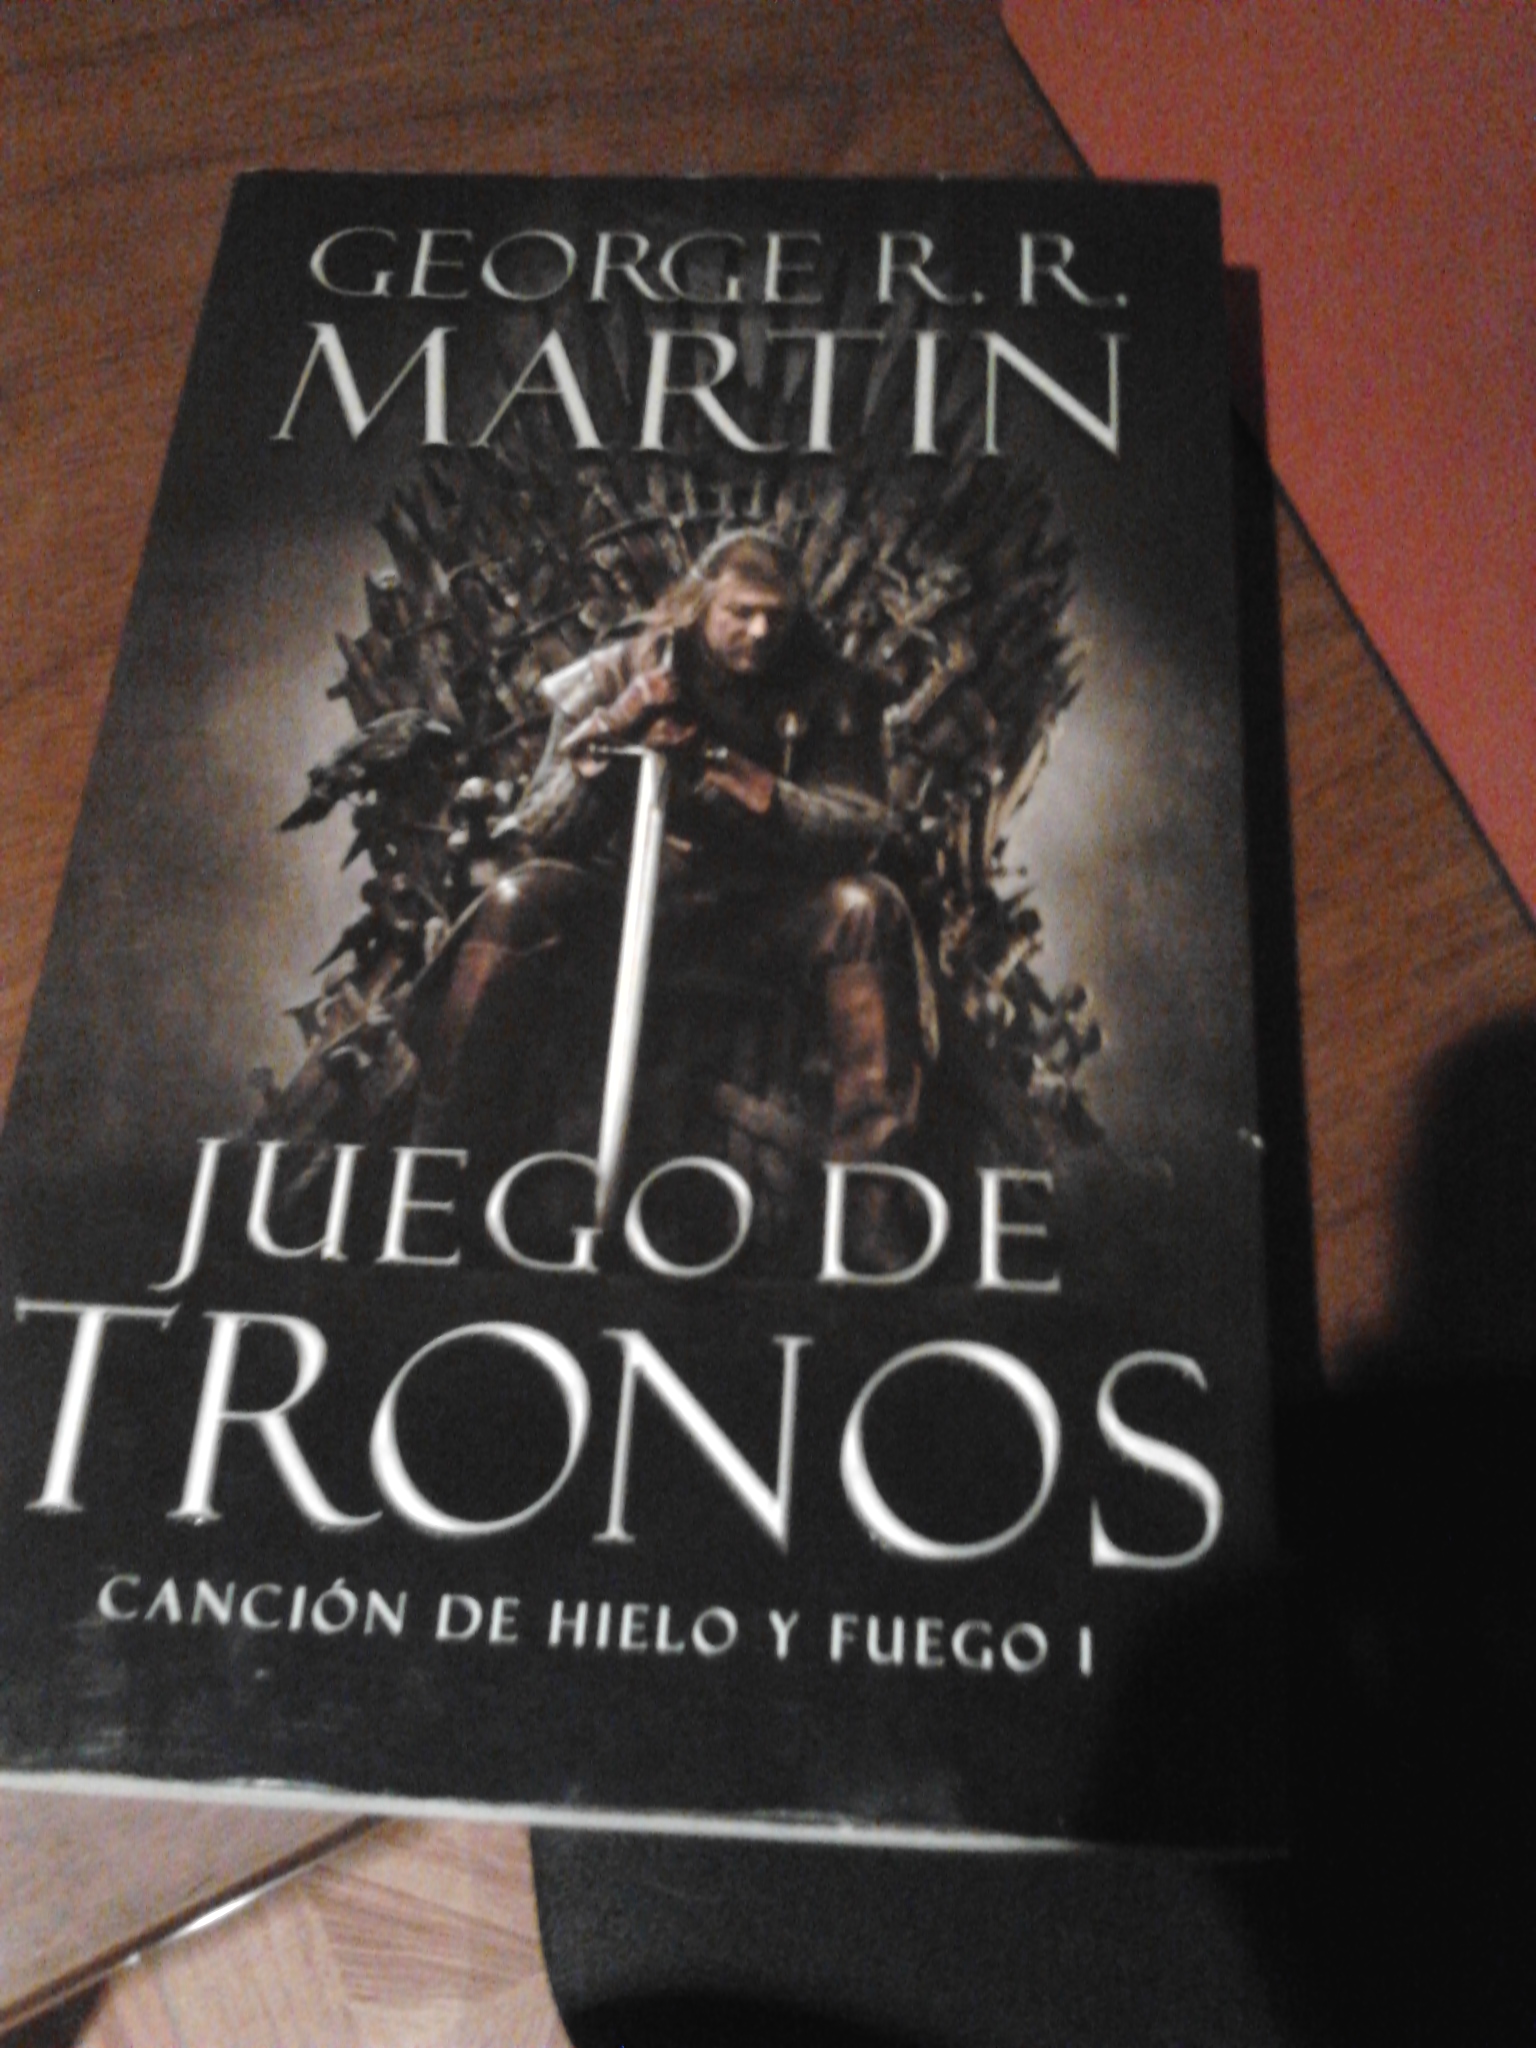 GEORGE R. R.
MARTIN
JUEGO DE
TRONOS
CANCIÓN DE HIELO Y FUEGO I